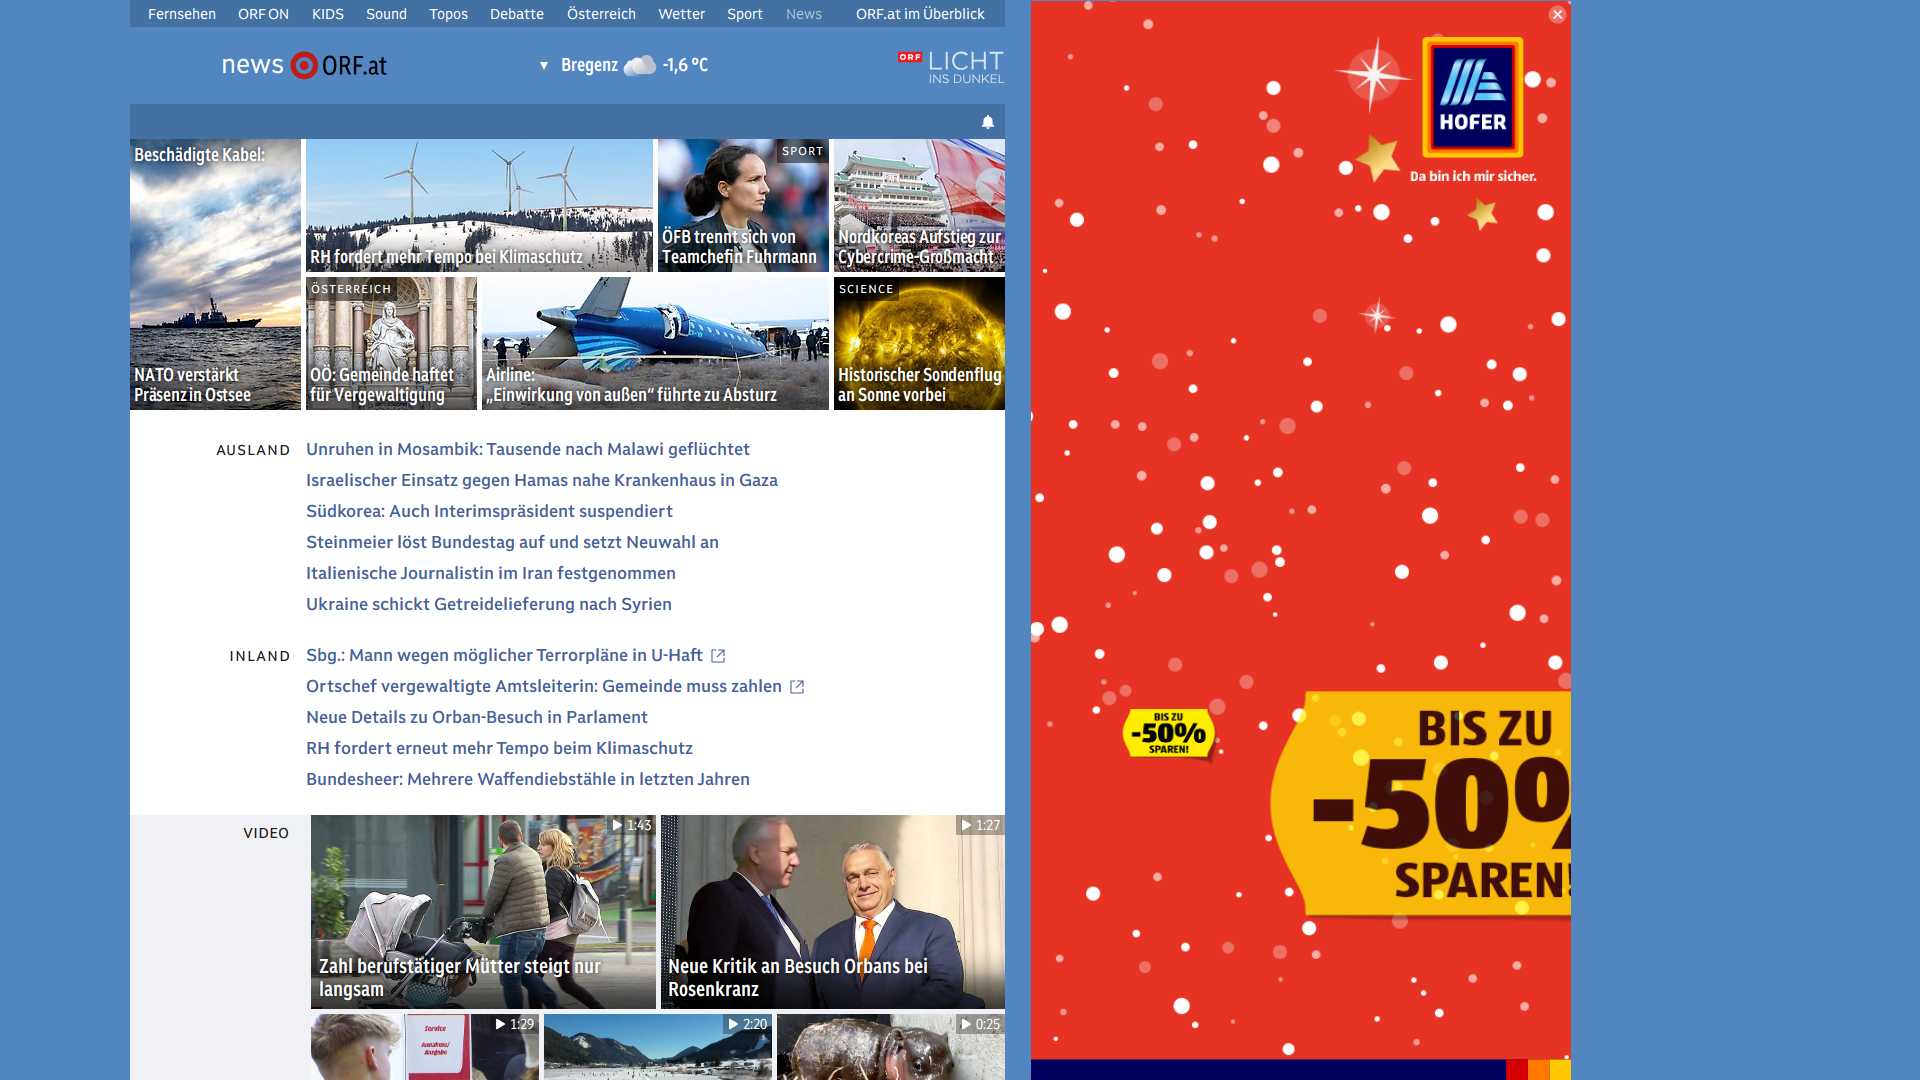 Fernsehen ORF ON KIDS Sound Topos Debatte Österreich Wetter Sport News ORF.at im Überblick
news ORF.at
Bregenz -1,6 °C
ORF LICHT
INS DUNKEL
Beschädigte Kabel:
NATO verstärkt
Präsenz in Ostsee
RH fordert mehr Tempo bei Klimaschutz
SPORT
ÖFB trennt sich von
Teamchefin Fuhrmann
Nordkoreas Aufstieg zur
Cybercrime-Großmacht
ÖSTERREICH
OÖ: Gemeinde haftet
für Vergewaltigung
Airline:
„Einwirkung von außen“ führte zu Absturz
SCIENCE
Historischer Sondenflug
an Sonne vorbei
AUSLAND
Unruhen in Mosambik: Tausende nach Malawi geflüchtet
Israelischer Einsatz gegen Hamas nahe Krankenhaus in Gaza
Südkorea: Auch Interimspräsident suspendiert
Steinmeier löst Bundestag auf und setzt Neuwahl an
Italienische Journalistin im Iran festgenommen
Ukraine schickt Getreidelieferung nach Syrien
INLAND
Sbg.: Mann wegen möglicher Terrorpläne in U-Haft
Ortschef vergewaltigte Amtsleiterin: Gemeinde muss zahlen
Neue Details zu Orban-Besuch in Parlament
RH fordert erneut mehr Tempo beim Klimaschutz
Bundesheer: Mehrere Waffendiebstähle in letzten Jahren
VIDEO
1:43
Zahl berufstätiger Mütter steigt nur
langsam
1:27
Neue Kritik an Besuch Orbans bei
Rosenkranz
Service
Annahme/
Ausgabe
1:29
2:20
0:25
HOFER
Da bin ich mir sicher.
BIS ZU
-50%
SPAREN!
BIS ZU
-50%
SPAREN!